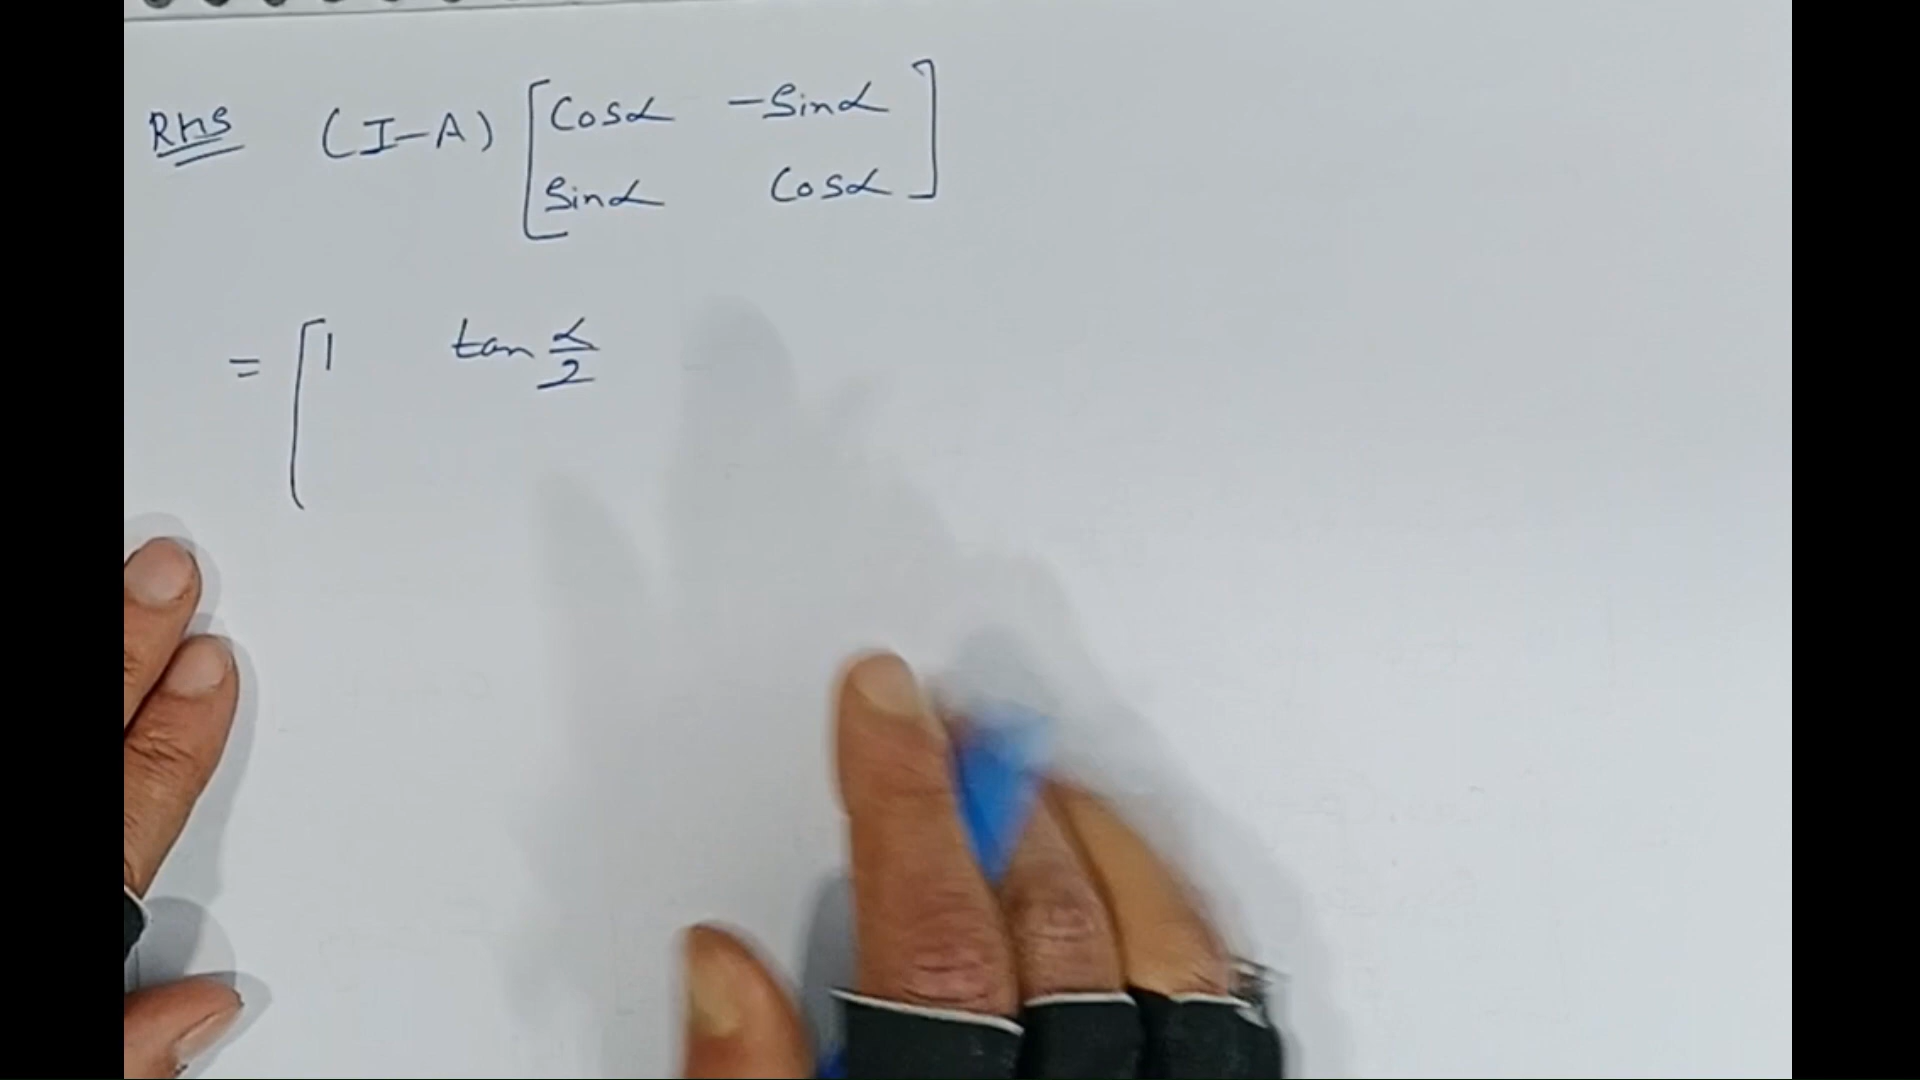 Rhs (I-A) [Cosα -Sinα
Sinα Cosα]
= [1 tan α/2